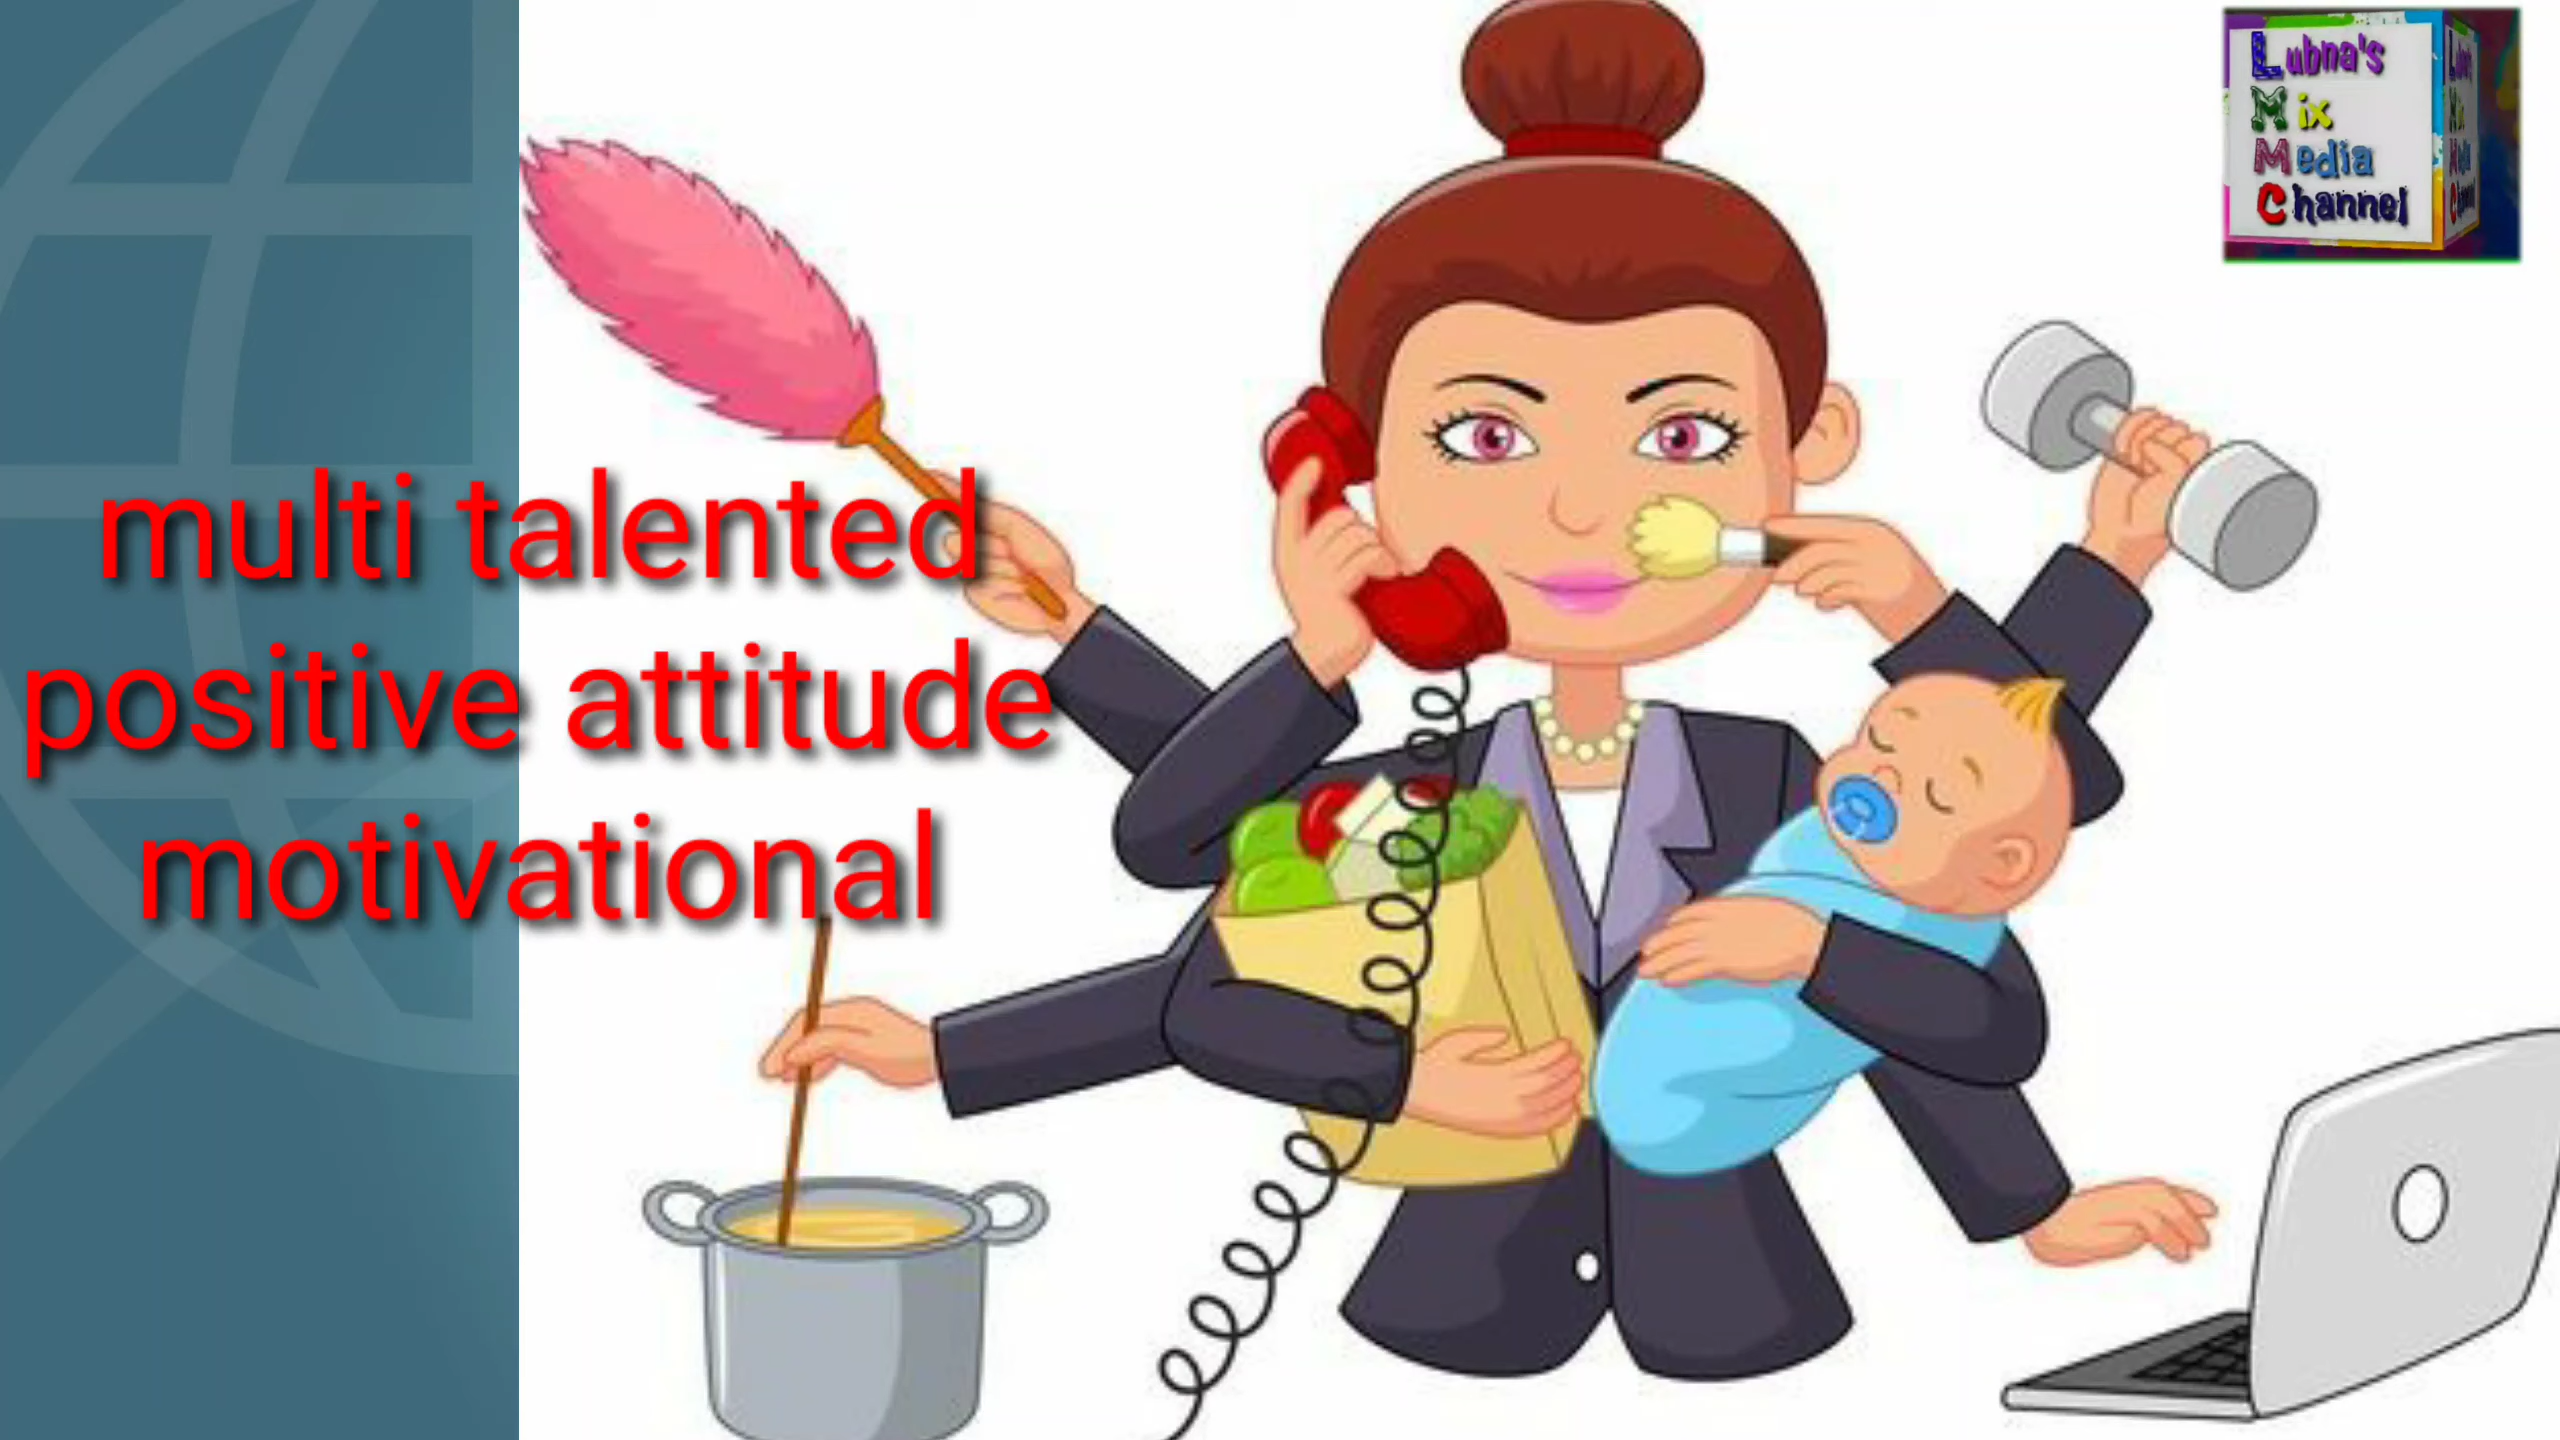 multi talented
positive attitude
motivational
Lubna's
Mix
Media
Channel